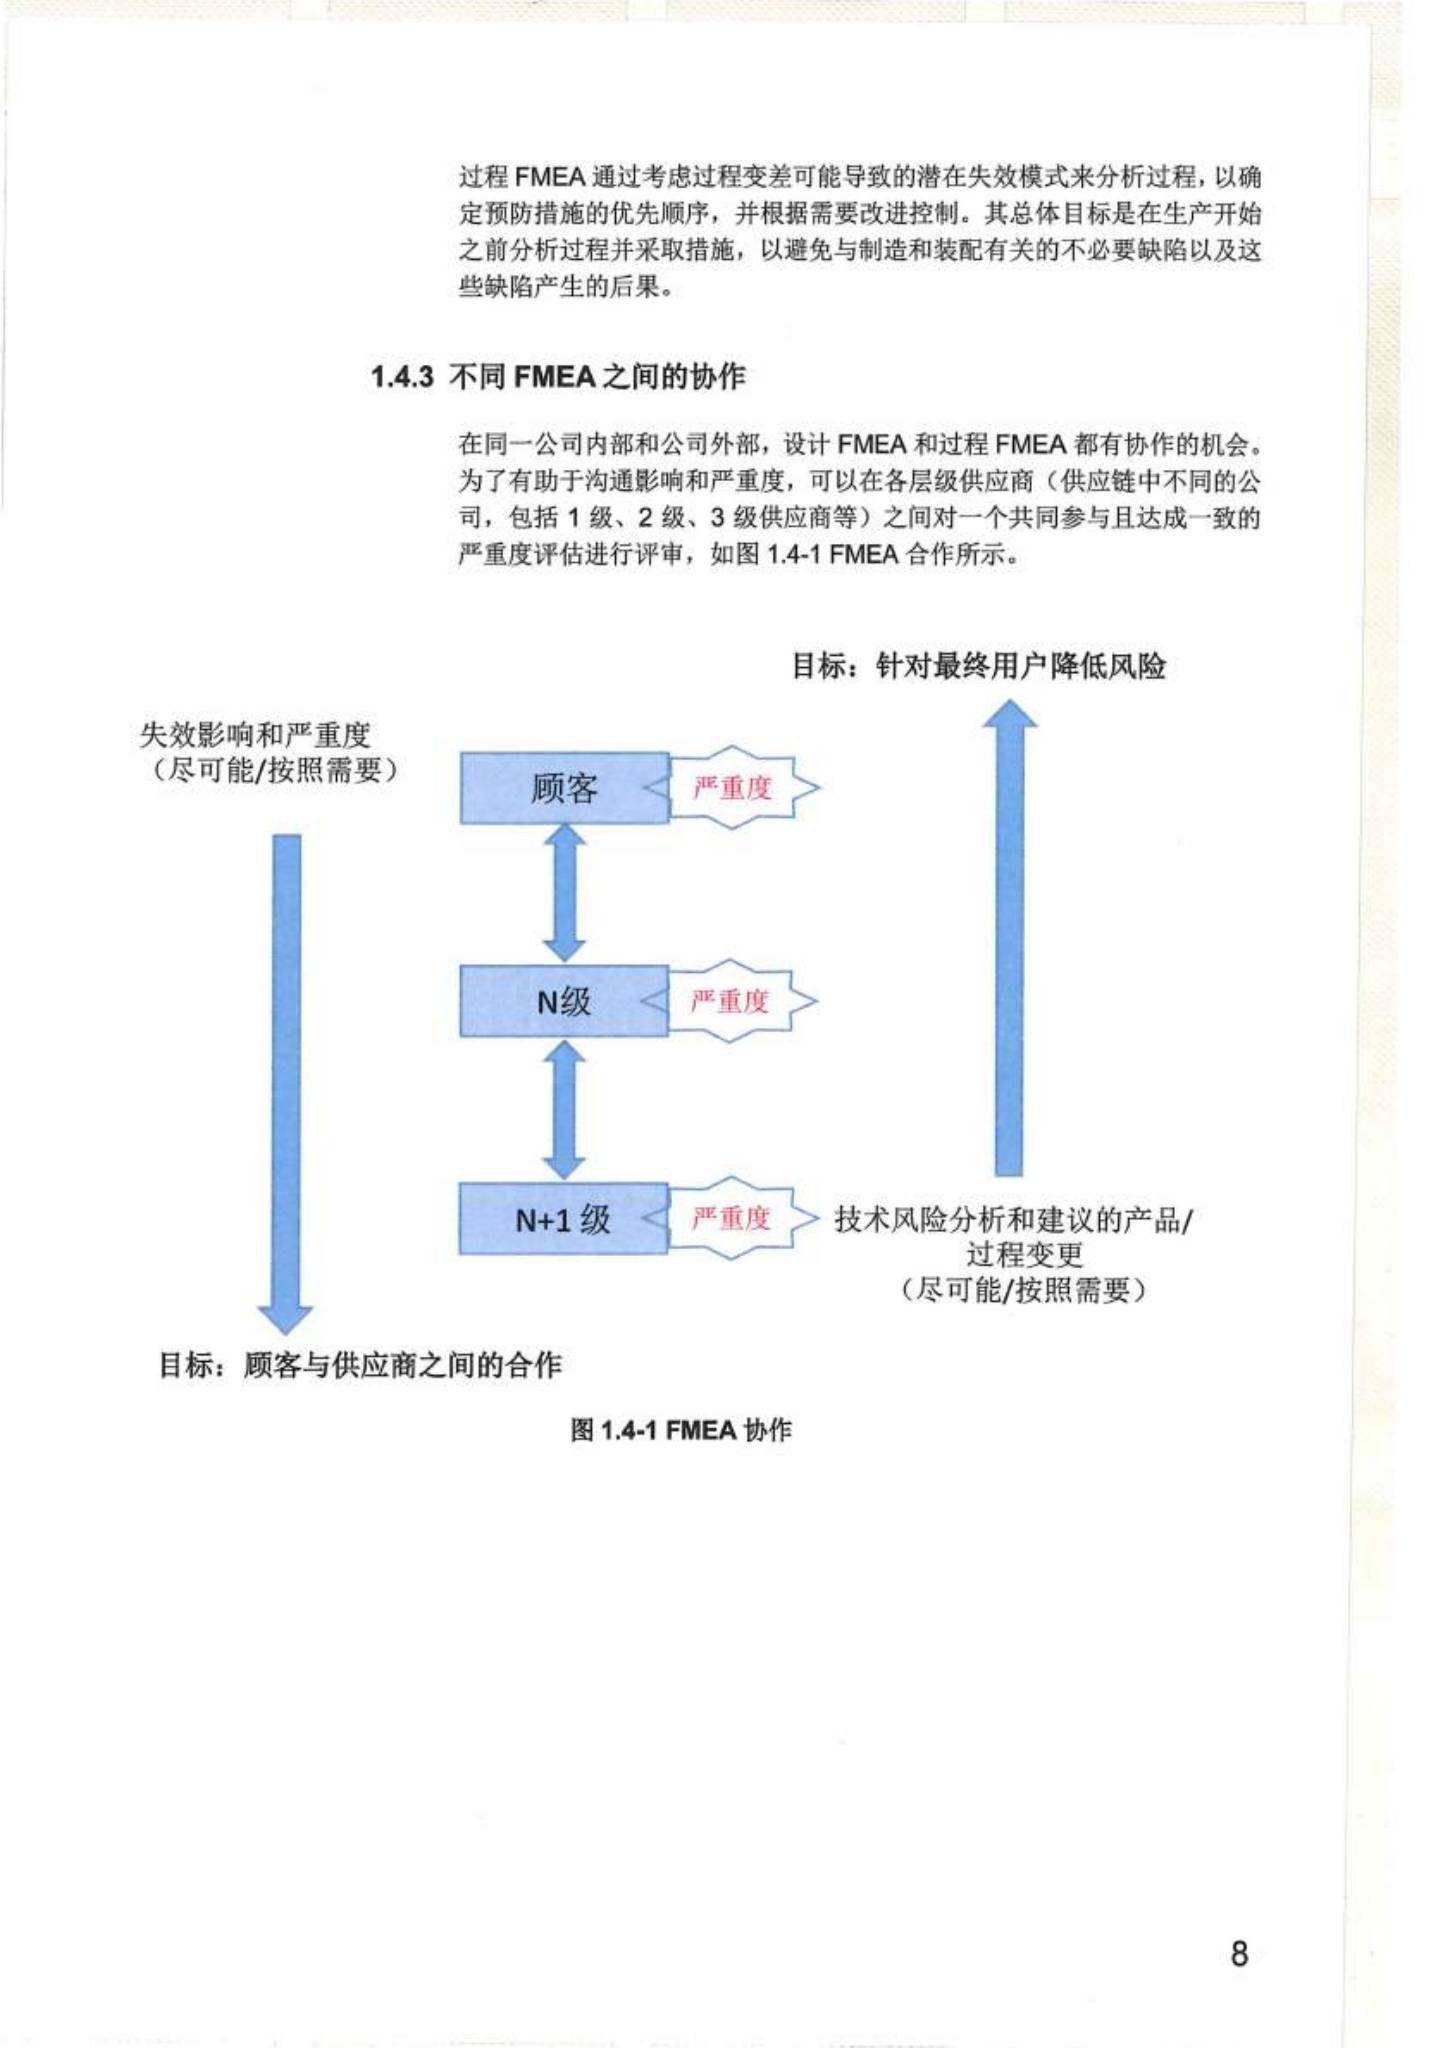 过程 FMEA 通过考虑过程变差可能导致的潜在失效模式来分析过程，以确
定预防措施的优先顺序，并根据需要改进控制。其总体目标是在生产开始
之前分析过程并采取措施，以避免与制造和装配有关的不必要缺陷以及这
些缺陷产生的后果。
1.4.3 不同 FMEA 之间的协作
在同一公司内部和公司外部，设计 FMEA 和过程 FMEA 都有协作的机会。
为了有助于沟通影响和严重度，可以在各层级供应商（供应链中不同的公
司，包括 1 级、2 级、3 级供应商等）之间对一个共同参与且达成一致的
严重度评估进行评审，如图 1.4-1 FMEA 合作所示。
目标：针对最终用户降低风险
失效影响和严重度
（尽可能/按照需要）
顾客
严重度
N级
严重度
N+1 级
严重度
技术风险分析和建议的产品/
过程变更
（尽可能/按照需要）
目标：顾客与供应商之间的合作
图 1.4-1 FMEA 协作
8